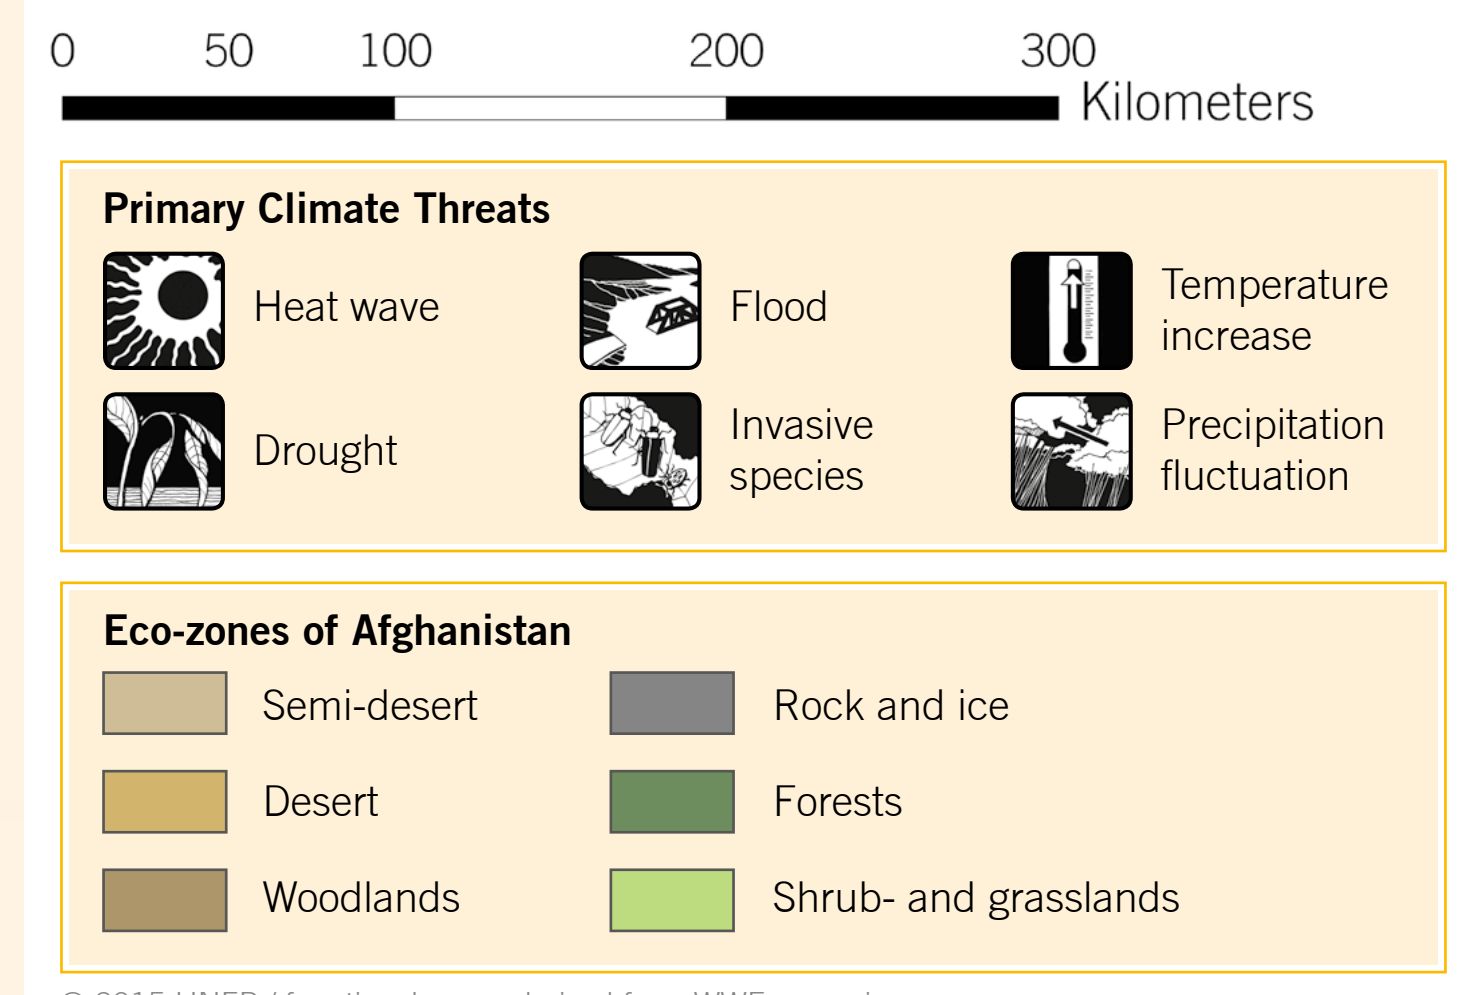 0 50 100 200 300
Kilometers
Primary Climate Threats
Heat wave
Flood
Temperature
increase
Drought
Invasive
species
Precipitation
fluctuation
Eco-zones of Afghanistan
Semi-desert
Rock and ice
Desert
Forests
Woodlands
Shrub- and grasslands